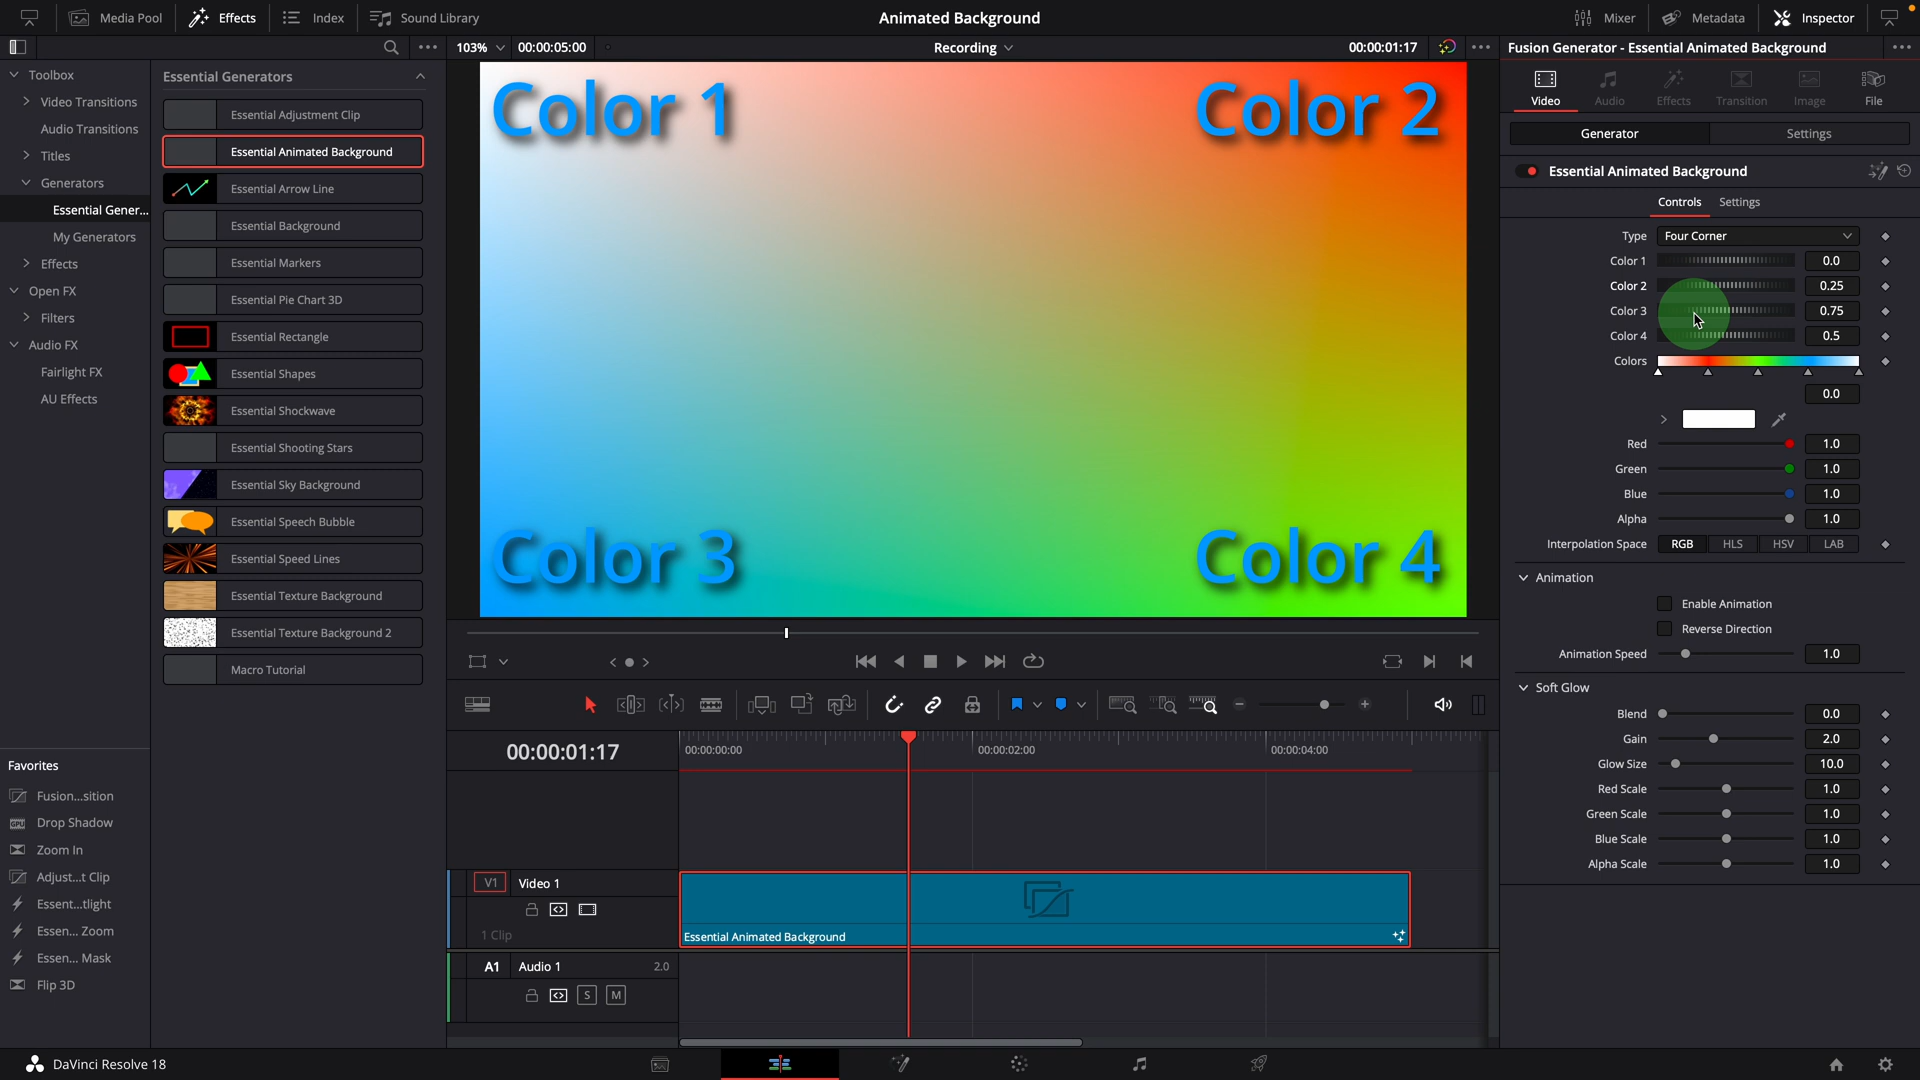 Media Pool
Effects
Index
Sound Library
Animated Background
Mixer
Metadata
Inspector
103%
00:00:05:00
Recording
00:00:01:17
Fusion Generator - Essential Animated Background
Toolbox
Video Transitions
Audio Transitions
Titles
Generators
Essential Gener...
My Generators
Effects
Open FX
Filters
Audio FX
Fairlight FX
AU Effects
Favorites
Fusion...sition
Drop Shadow
Zoom In
Adjust...t Clip
Essent...tlight
Essen... Zoom
Essen... Mask
Flip 3D
Essential Generators
Essential Adjustment Clip
Essential Animated Background
Essential Arrow Line
Essential Background
Essential Markers
Essential Pie Chart 3D
Essential Rectangle
Essential Shapes
Essential Shockwave
Essential Shooting Stars
Essential Sky Background
Essential Speech Bubble
Essential Speed Lines
Essential Texture Background
Essential Texture Background 2
Macro Tutorial
Color 1
Color 2
Color 3
Color 4
00:00:01:17
00:00:00:00
00:00:02:00
00:00:04:00
V1
Video 1
1 Clip
Essential Animated Background
A1
Audio 1
2.0
S
M
Video
Audio
Effects
Transition
Image
File
Generator
Settings
Essential Animated Background
Controls
Settings
Type
Four Corner
Color 1
0.0
Color 2
0.25
Color 3
0.75
Color 4
0.5
Colors
0.0
Red
1.0
Green
1.0
Blue
1.0
Alpha
1.0
Interpolation Space
RGB
HLS
HSV
LAB
Animation
Enable Animation
Reverse Direction
Animation Speed
1.0
Soft Glow
Blend
0.0
Gain
2.0
Glow Size
10.0
Red Scale
1.0
Green Scale
1.0
Blue Scale
1.0
Alpha Scale
1.0
DaVinci Resolve 18